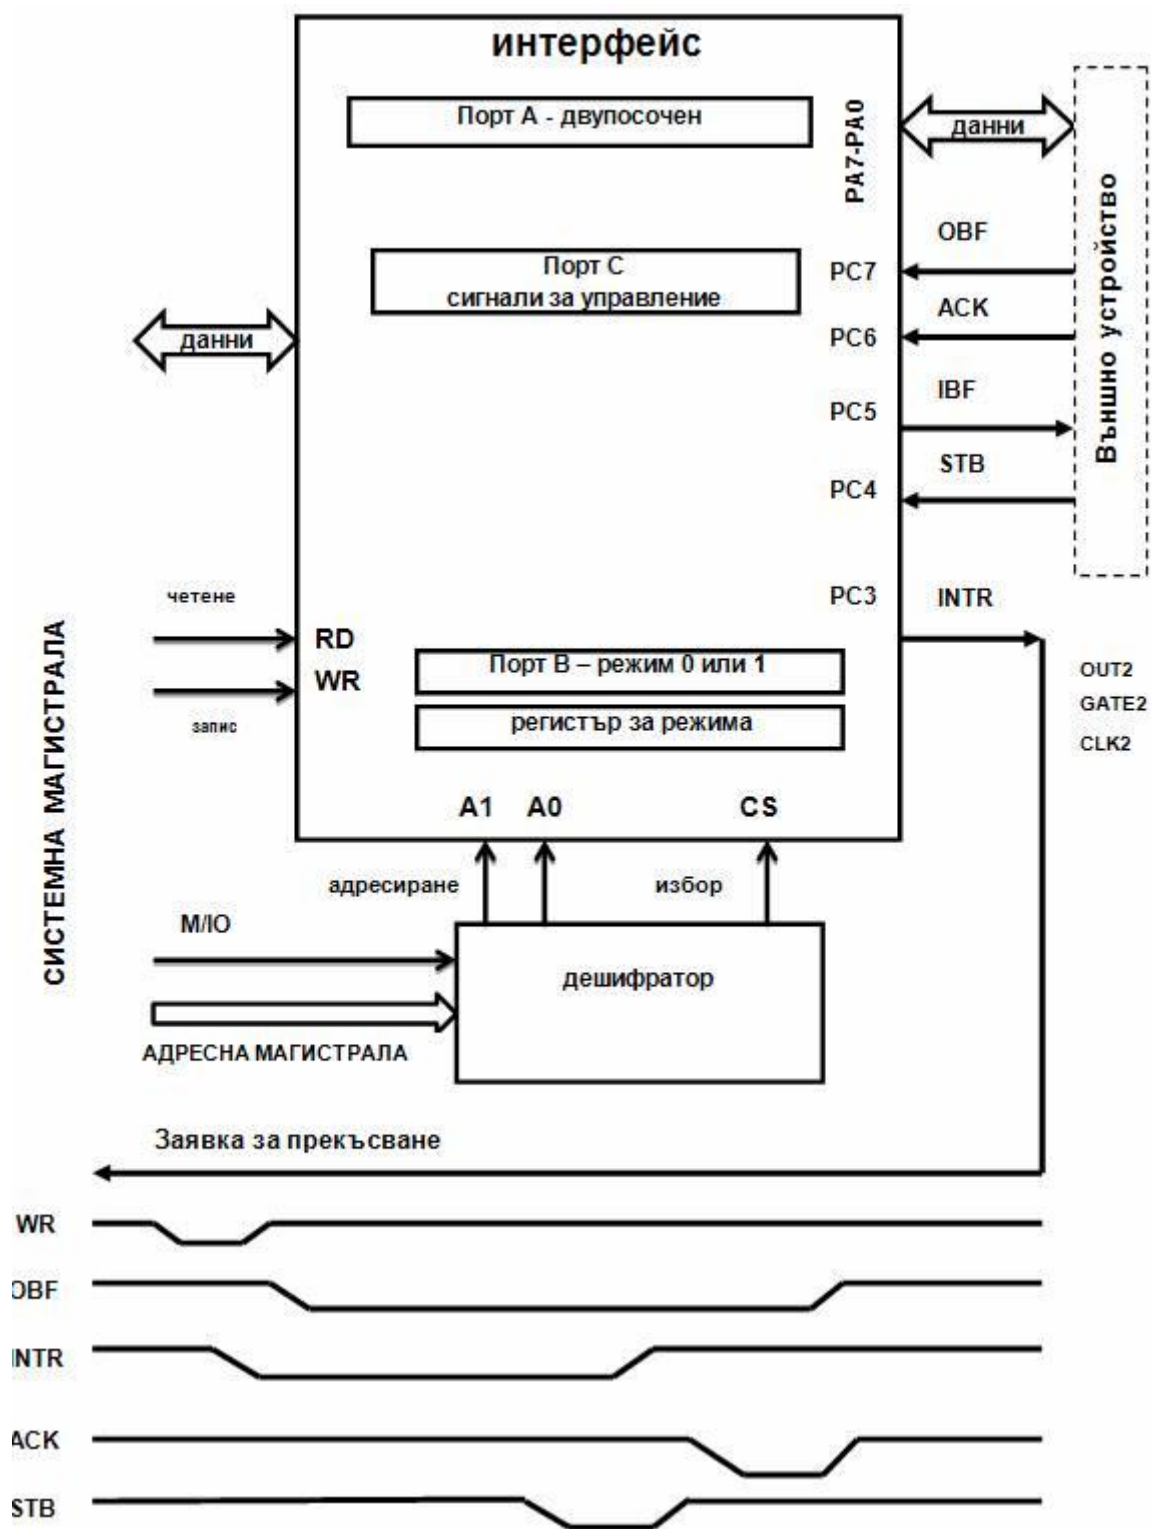 интерфейс
Порт А - двупосочен
PA7-PA0
данни
OBF
Порт С
сигнали за управление
PC7
ACK
данни
PC6
IBF
PC5
STB
PC4
Външно устройство
PC3
INTR
четене
RD
WR
запис
Порт В – режим 0 или 1
регистър за режима
OUT2
GATE2
CLK2
СИСТЕМНА МАГИСТРАЛА
A1 A0 CS
адресиране
избор
M/IO
дешифратор
АДРЕСНА МАГИСТРАЛА
Заявка за прекъсване
WR
OBF
INTR
ACK
STB